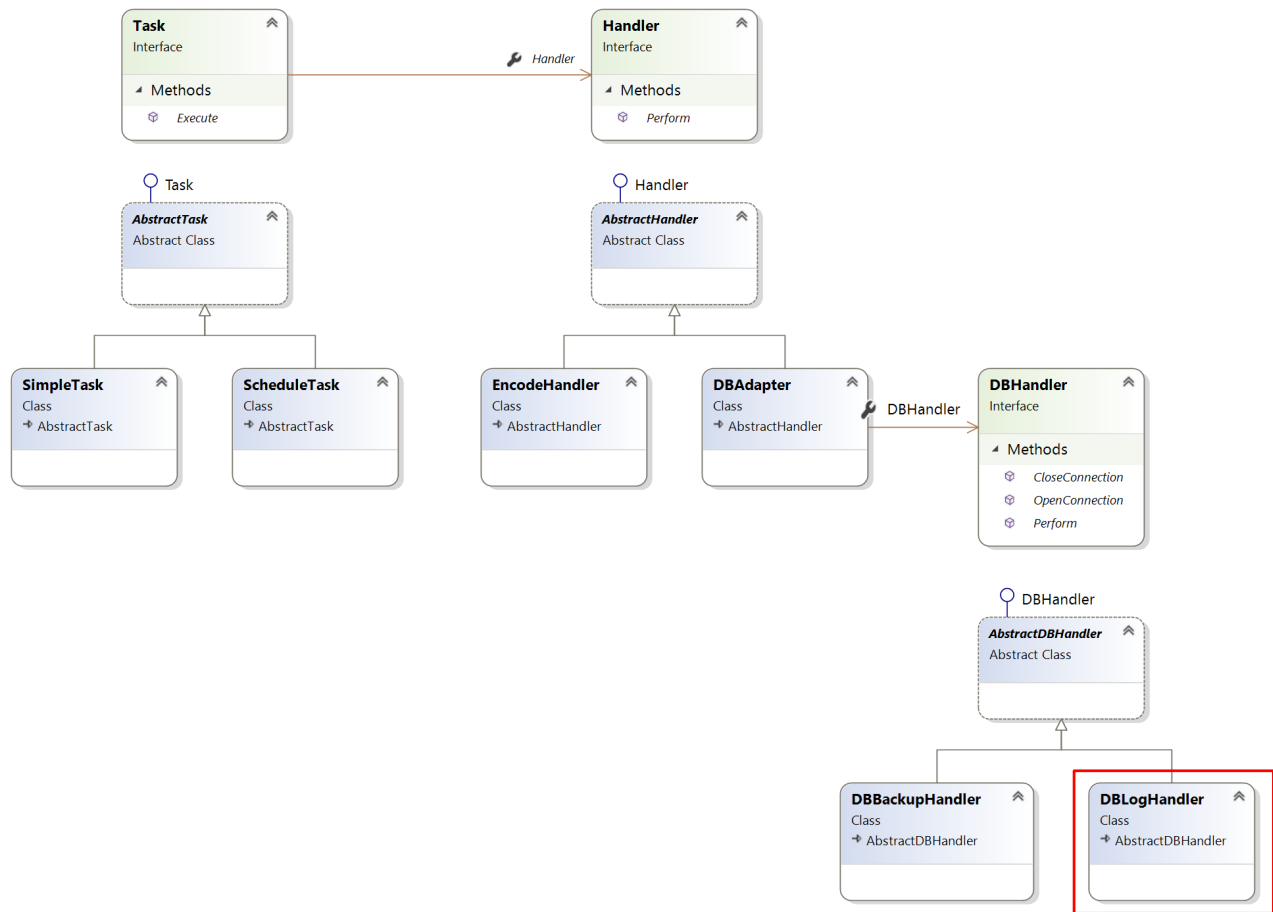 Task
Interface
Methods
Execute
Handler
Handler
Interface
Methods
Perform
Task
AbstractTask
Abstract Class
Handler
AbstractHandler
Abstract Class
SimpleTask
Class
AbstractTask
ScheduleTask
Class
AbstractTask
EncodeHandler
Class
AbstractHandler
DBAdapter
Class
AbstractHandler
DBHandler
DBHandler
Interface
Methods
CloseConnection
OpenConnection
Perform
DBHandler
AbstractDBHandler
Abstract Class
DBBackupHandler
Class
AbstractDBHandler
DBLogHandler
Class
AbstractDBHandler